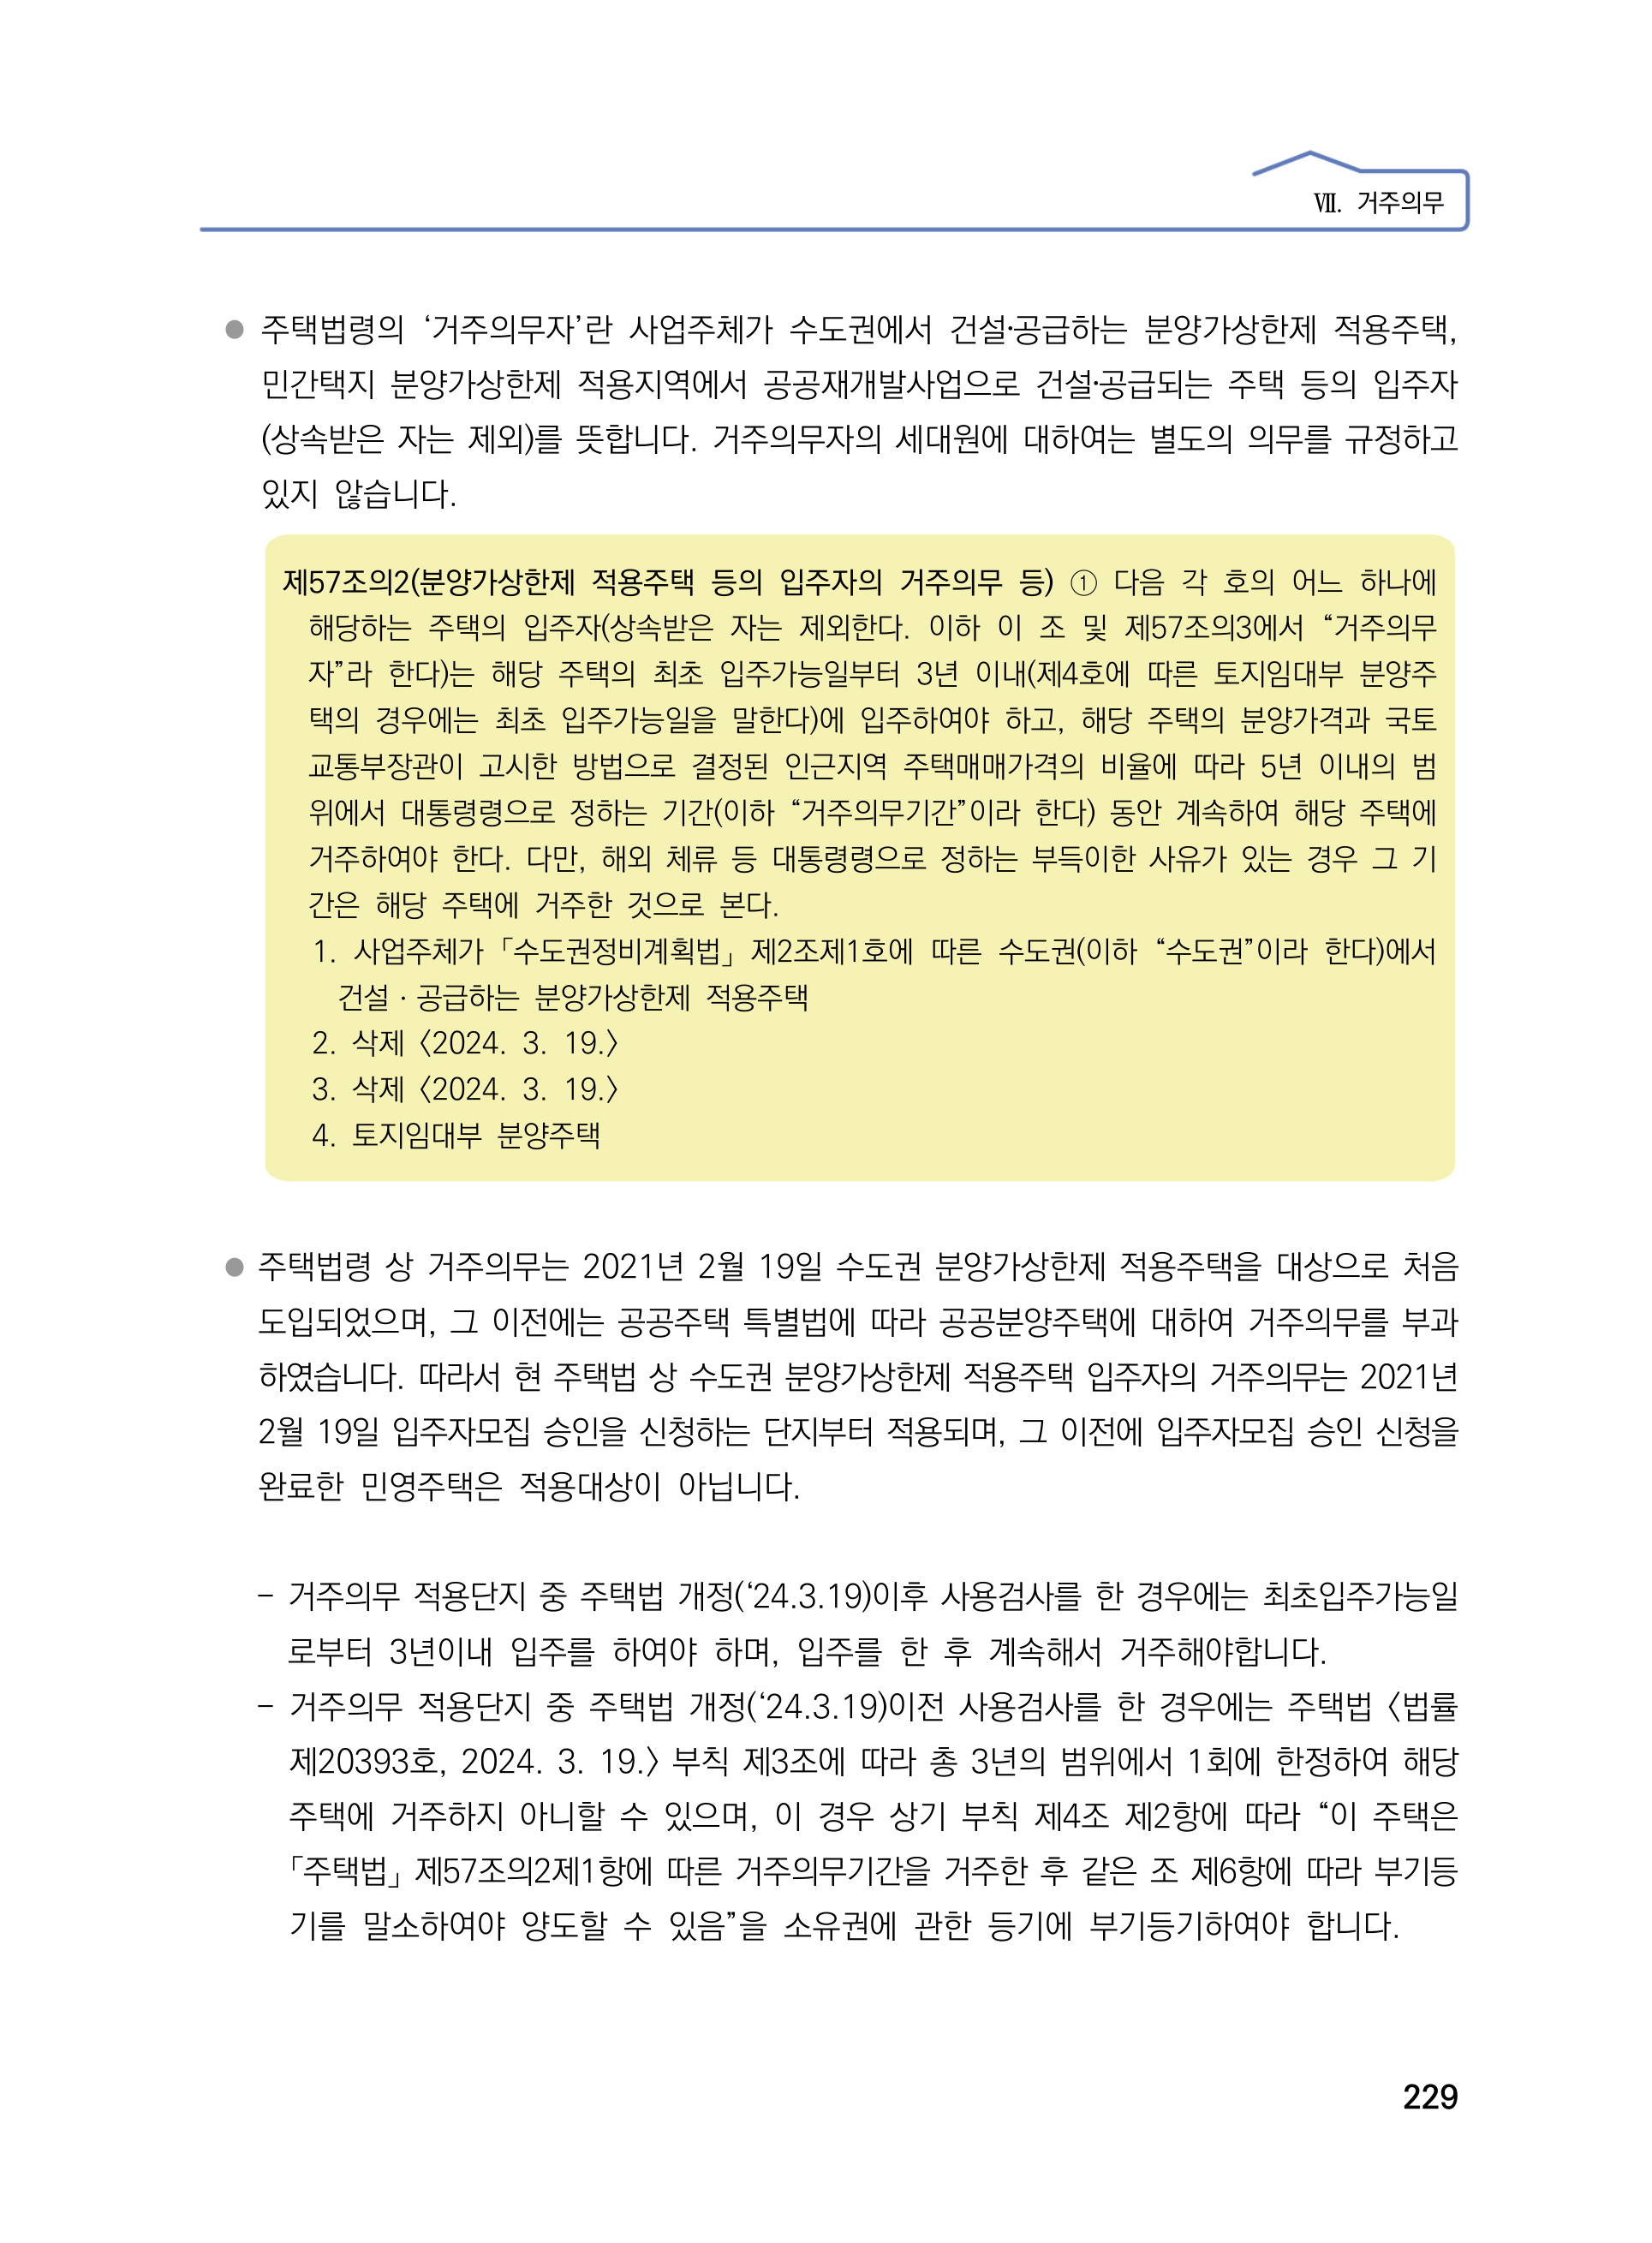 Ⅶ. 거주의무
● 주택법령의 ‘거주의무자’란 사업주체가 수도권에서 건설·공급하는 분양가상한제 적용주택,
민간택지 분양가상한제 적용지역에서 공공재개발사업으로 건설·공급되는 주택 등의 입주자
(상속받은 자는 제외)를 뜻합니다. 거주의무자의 세대원에 대하여는 별도의 의무를 규정하고
있지 않습니다.
제57조의2(분양가상한제 적용주택 등의 입주자의 거주의무 등) ① 다음 각 호의 어느 하나에
해당하는 주택의 입주자(상속받은 자는 제외한다. 이하 이 조 및 제57조의3에서 “거주의무
자”라 한다)는 해당 주택의 최초 입주가능일부터 3년 이내(제4호에 따른 토지임대부 분양주
택의 경우에는 최초 입주가능일을 말한다)에 입주하여야 하고, 해당 주택의 분양가격과 국토
교통부장관이 고시한 방법으로 결정된 인근지역 주택매매가격의 비율에 따라 5년 이내의 범
위에서 대통령령으로 정하는 기간(이하 “거주의무기간”이라 한다) 동안 계속하여 해당 주택에
거주하여야 한다. 다만, 해외 체류 등 대통령령으로 정하는 부득이한 사유가 있는 경우 그 기
간은 해당 주택에 거주한 것으로 본다.
1. 사업주체가 「수도권정비계획법」 제2조제1호에 따른 수도권(이하 “수도권”이라 한다)에서
건설ㆍ공급하는 분양가상한제 적용주택
2. 삭제 〈2024. 3. 19.〉
3. 삭제 〈2024. 3. 19.〉
4. 토지임대부 분양주택
● 주택법령 상 거주의무는 2021년 2월 19일 수도권 분양가상한제 적용주택을 대상으로 처음
도입되었으며, 그 이전에는 공공주택 특별법에 따라 공공분양주택에 대하여 거주의무를 부과
하였습니다. 따라서 현 주택법 상 수도권 분양가상한제 적용주택 입주자의 거주의무는 2021년
2월 19일 입주자모집 승인을 신청하는 단지부터 적용되며, 그 이전에 입주자모집 승인 신청을
완료한 민영주택은 적용대상이 아닙니다.
– 거주의무 적용단지 중 주택법 개정(‘24.3.19)이후 사용검사를 한 경우에는 최초입주가능일
로부터 3년이내 입주를 하여야 하며, 입주를 한 후 계속해서 거주해야합니다.
– 거주의무 적용단지 중 주택법 개정(‘24.3.19)이전 사용검사를 한 경우에는 주택법 〈법률
제20393호, 2024. 3. 19.〉 부칙 제3조에 따라 총 3년의 범위에서 1회에 한정하여 해당
주택에 거주하지 아니할 수 있으며, 이 경우 상기 부칙 제4조 제2항에 따라 “이 주택은
「주택법」 제57조의2제1항에 따른 거주의무기간을 거주한 후 같은 조 제6항에 따라 부기등
기를 말소하여야 양도할 수 있음”을 소유권에 관한 등기에 부기등기하여야 합니다.
229